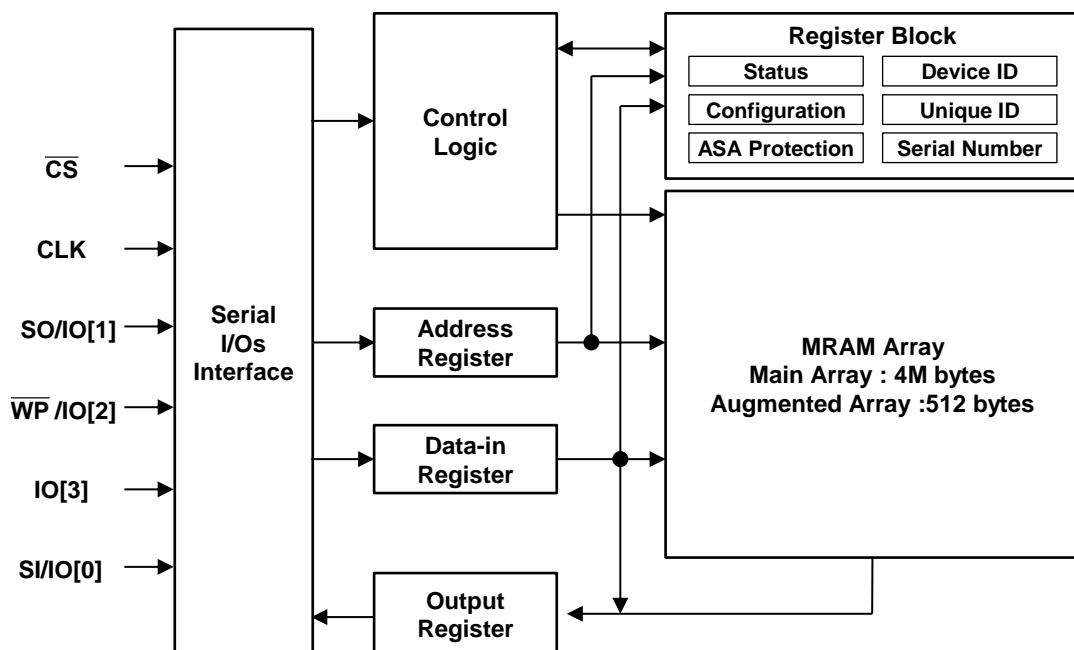 C̅S̅
CLK
SO/IO[1]
W̅P̅ /IO[2]
IO[3]
SI/IO[0]
Serial
I/Os
Interface
Control
Logic
Address
Register
Data-in
Register
Output
Register
Register Block
Status
Device ID
Configuration
Unique ID
ASA Protection
Serial Number
MRAM Array
Main Array : 4M bytes
Augmented Array :512 bytes